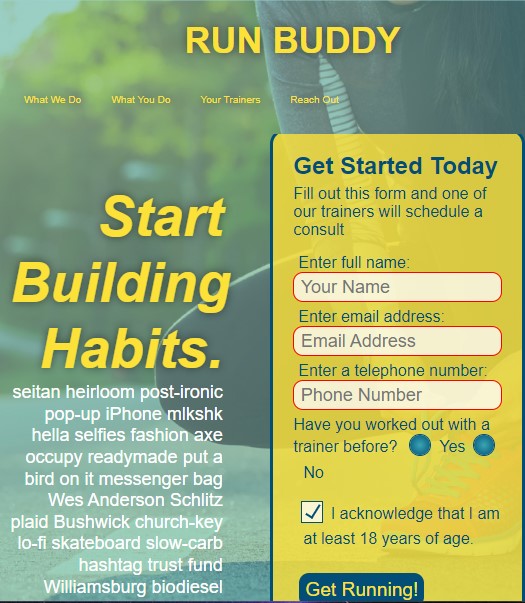 RUN BUDDY
What We Do What You Do Your Trainers Reach Out
Start
Building
Habits.
seitan heirloom post-ironic
pop-up iPhone mlkshk
hella selfies fashion axe
occupy readymade put a
bird on it messenger bag
Wes Anderson Schlitz
plaid Bushwick church-key
lo-fi skateboard slow-carb
hashtag trust fund
Williamsburg biodiesel
Get Started Today
Fill out this form and one of
our trainers will schedule a
consult
Enter full name:
Your Name
Enter email address:
Email Address
Enter a telephone number:
Phone Number
Have you worked out with a
trainer before? Yes
No
I acknowledge that I am
at least 18 years of age.
Get Running!